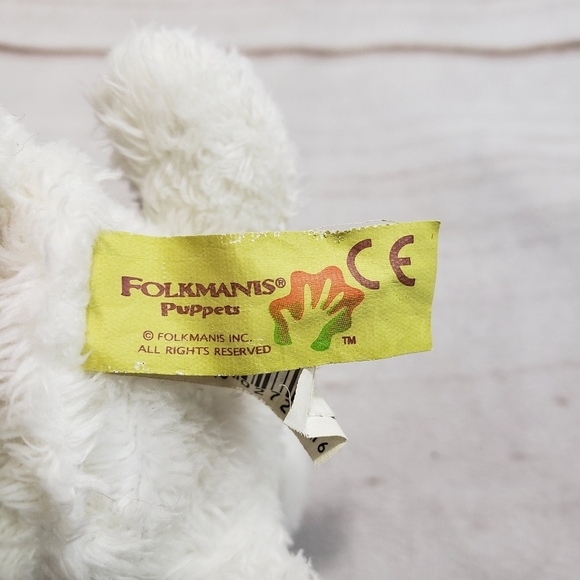 FOLKMANIS®
Puppets
CE
© FOLKMANIS INC.
ALL RIGHTS RESERVED
TM